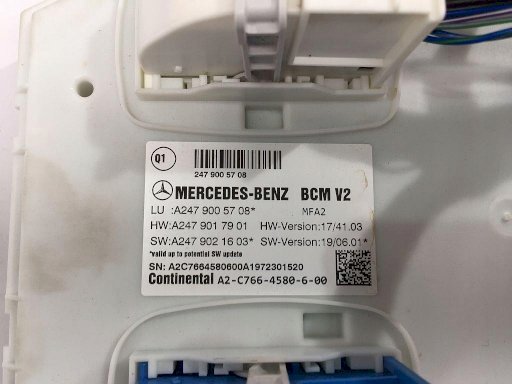 Q1
247 900 57 08
MERCEDES-BENZ BCM V2
LU :A247 900 57 08* MFA2
HW:A247 901 79 01 HW-Version:17/41.03
SW:A247 902 16 03* SW-Version:19/06.01*
*valid up to potential SW update
SN: A2C7664580600A1972301520
Continental A2-C766-4580-6-00